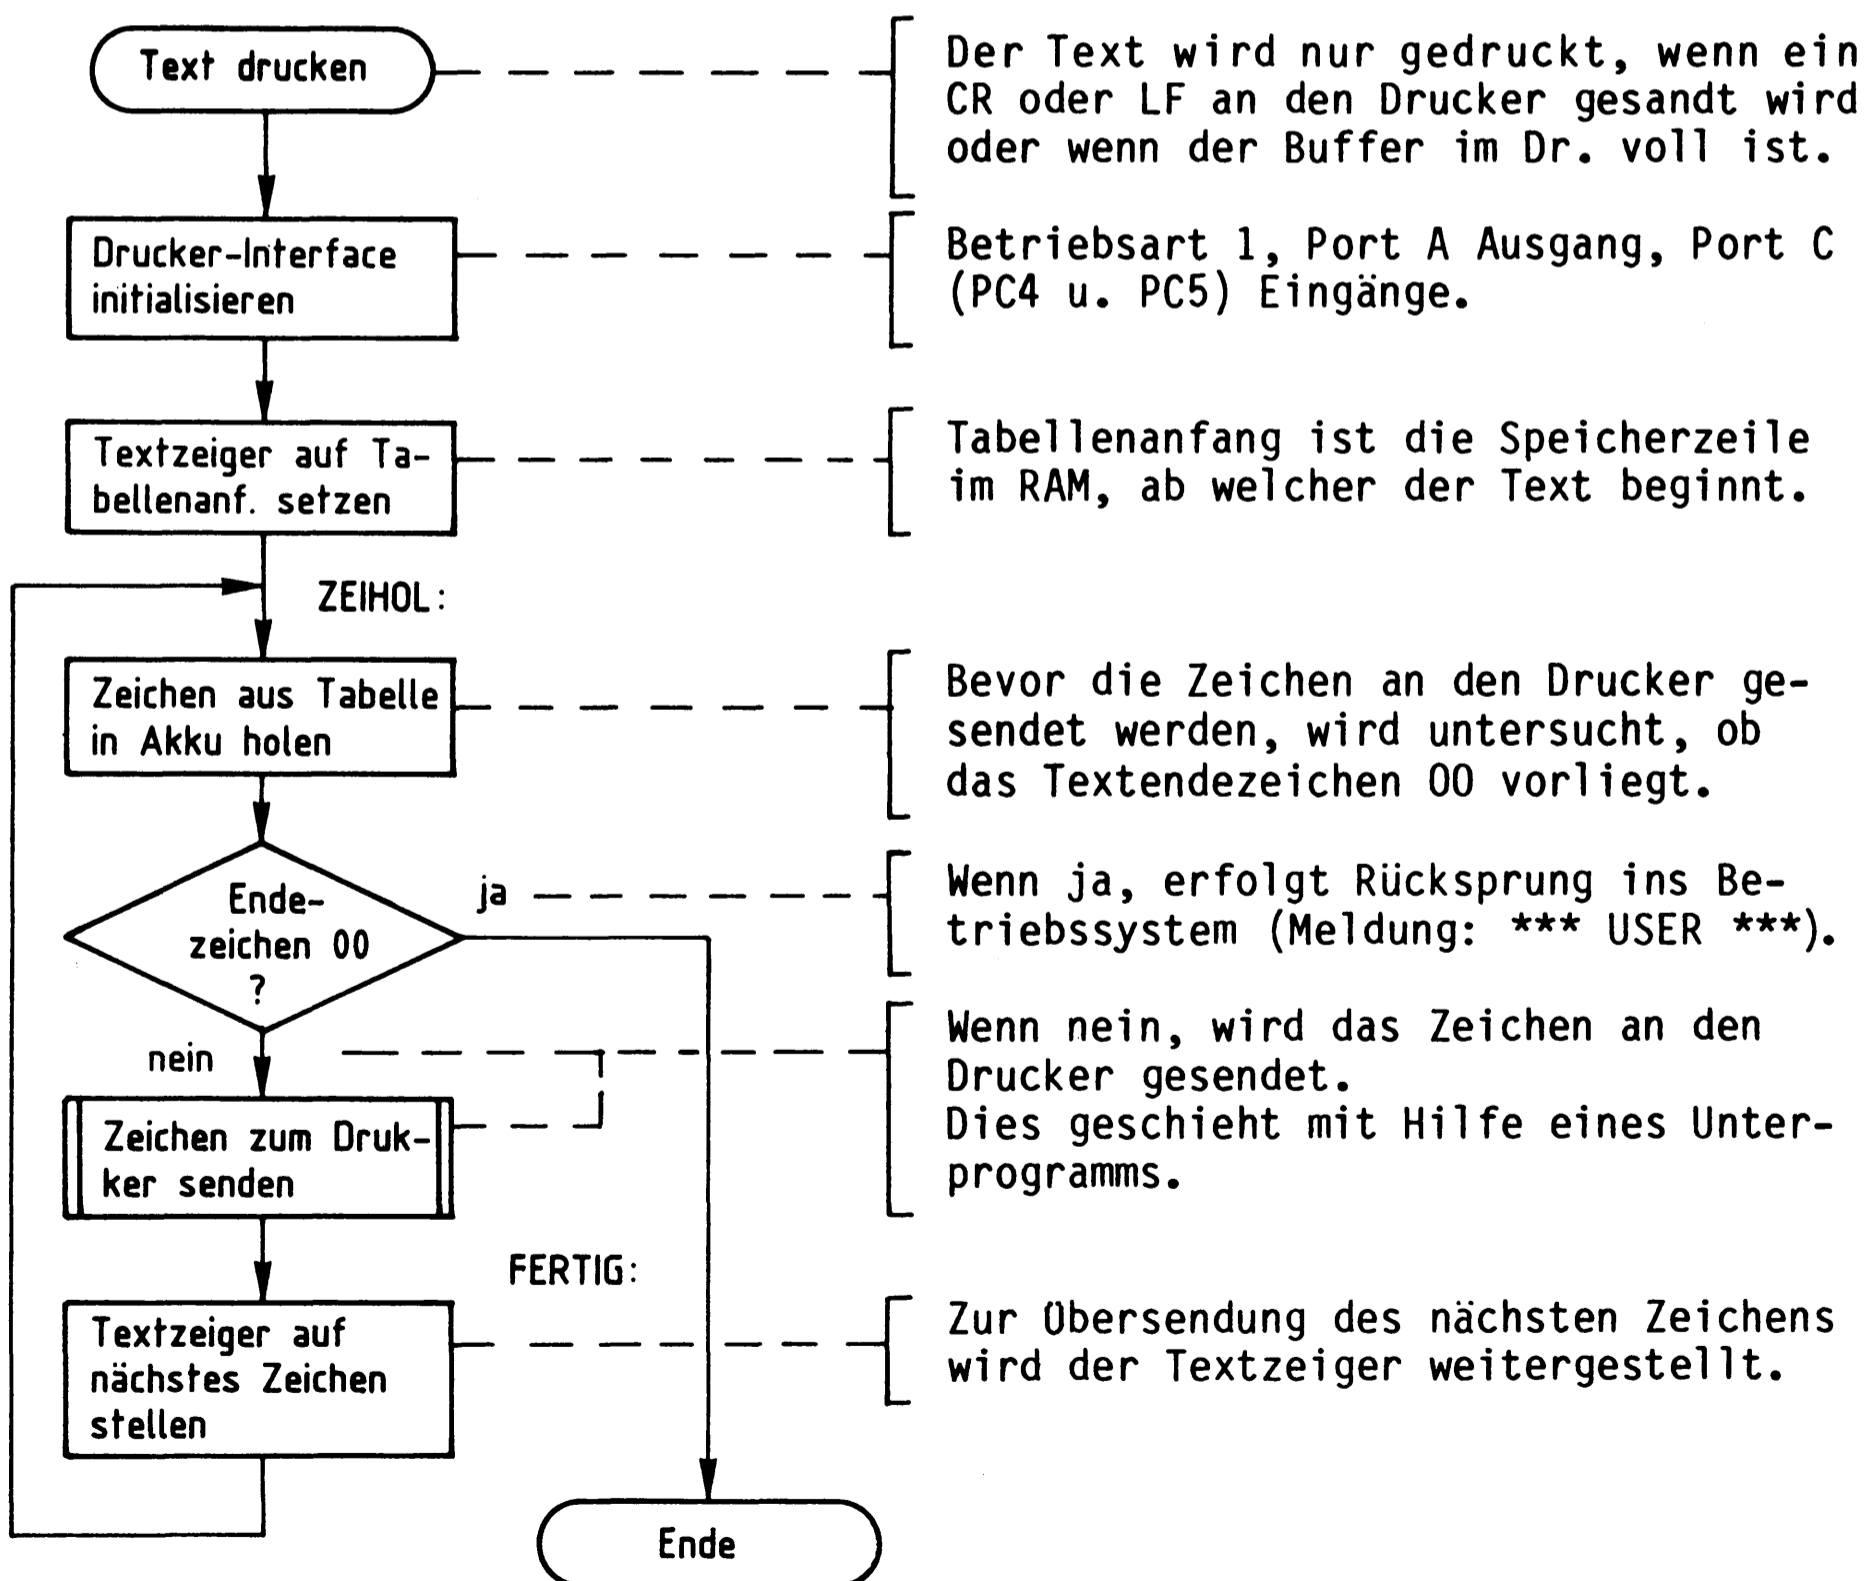 Text drucken
Der Text wird nur gedruckt, wenn ein
CR oder LF an den Drucker gesandt wird
oder wenn der Buffer im Dr. voll ist.
Drucker-Interface
initialisieren
Betriebsart 1, Port A Ausgang, Port C
(PC4 u. PC5) Eingänge.
Textzeiger auf Ta-
bellenanf. setzen
Tabellenanfang ist die Speicherzeile
im RAM, ab welcher der Text beginnt.
ZEIHOL:
Zeichen aus Tabelle
in Akku holen
Bevor die Zeichen an den Drucker ge-
sendet werden, wird untersucht, ob
das Textendezeichen 00 vorliegt.
Ende-
zeichen 00
?
ja
Wenn ja, erfolgt Rücksprung ins Be-
triebssystem (Meldung: *** USER ***).
nein
Wenn nein, wird das Zeichen an den
Drucker gesendet.
Dies geschieht mit Hilfe eines Unter-
programms.
Zeichen zum Druk-
ker senden
FERTIG:
Textzeiger auf
nächstes Zeichen
stellen
Zur Übersendung des nächsten Zeichens
wird der Textzeiger weitergestellt.
Ende